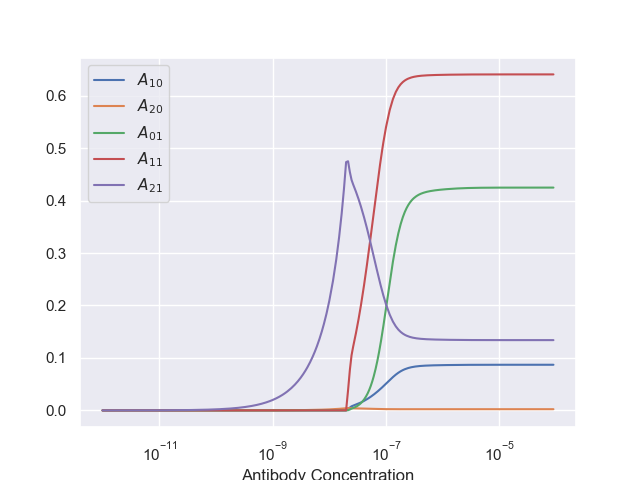 A₁₀
A₂₀
A₀₁
A₁₁
A₂₁
0.6
0.5
0.4
0.3
0.2
0.1
0.0
10⁻¹¹ 10⁻⁹ 10⁻⁷ 10⁻⁵
Antibody Concentration